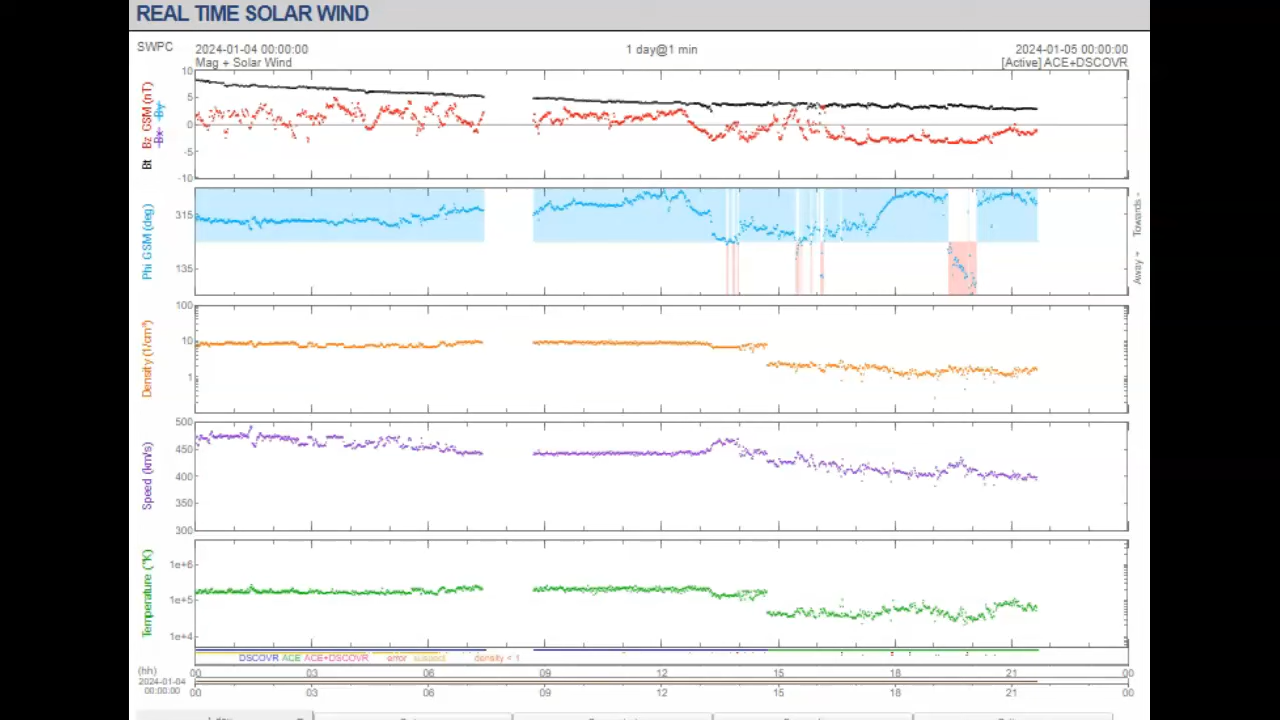 REAL TIME SOLAR WIND
SWPC
2024-01-04 00:00:00
1 day@1 min
2024-01-05 00:00:00
Mag + Solar Wind
[Active] ACE+DSCOVR
10
5
0
-5
-10
Bt Bz GSM (nT)
Bx By
315
135
Phi GSM (deg)
Towards -
Away +
100
10
1
Density (1/cm³)
500
450
400
350
300
Speed (km/s)
1e+6
1e+5
1e+4
Temperature (°K)
DSCOVR ACE ACE+DSCOVR error suspect density < 1
(hh)
00 03 06 09 12 15 18 21 00
2024-01-04
00:00:00
00 03 06 09 12 15 18 21 00